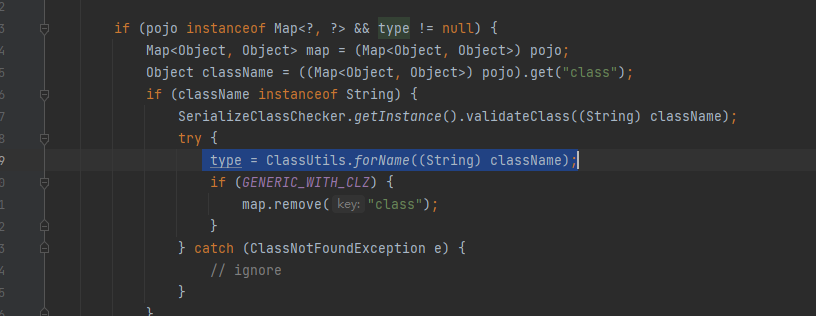 2
3 if (pojo instanceof Map<?, ?> && type != null) {
4 Map<Object, Object> map = (Map<Object, Object>) pojo;
5 Object className = ((Map<Object, Object>) pojo).get("class");
6 if (className instanceof String) {
7 SerializeClassChecker.getInstance().validateClass((String) className);
8 try {
9 type = ClassUtils.forName((String) className);
0 if (GENERIC_WITH_CLZ) {
1 map.remove( key: "class");
2 }
3 } catch (ClassNotFoundException e) {
4 // ignore
5 }
6 }